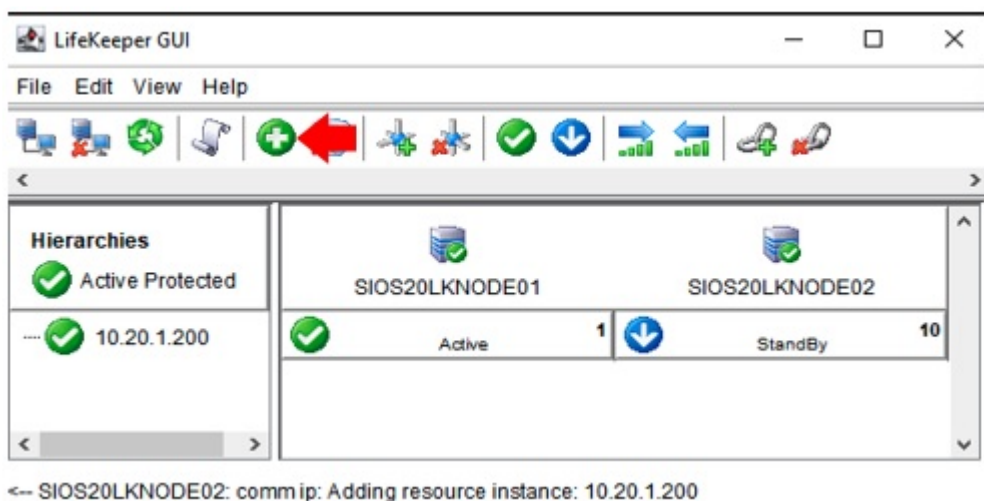 LifeKeeper GUI
File Edit View Help
Hierarchies
Active Protected
SIOS20LKNODE01 SIOS20LKNODE02
10.20.1.200
Active 1
StandBy 10
<-- SIOS20LKNODE02: comm ip: Adding resource instance: 10.20.1.200